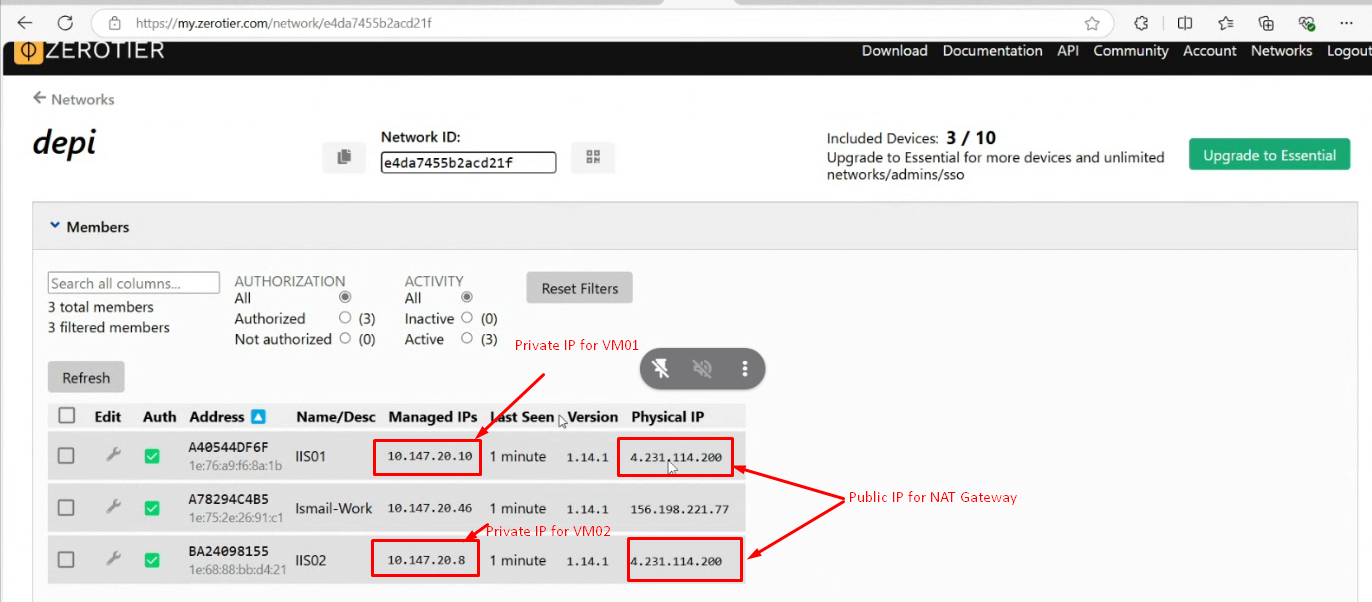 https://my.zerotier.com/network/e4da7455b2acd21f
ZEROTIER
Download Documentation API Community Account Networks Logout
Networks
depi
Network ID:
e4da7455b2acd21f
Included Devices: 3 / 10
Upgrade to Essential for more devices and unlimited
networks/admins/sso
Upgrade to Essential
Members
Search all columns...
3 total members
3 filtered members
AUTHORIZATION
All
Authorized (3)
Not authorized (0)
ACTIVITY
All
Inactive (0)
Active (3)
Reset Filters
Private IP for VM01
Refresh
Edit Auth Address Name/Desc Managed IPs Last Seen Version Physical IP
A40544DF6F
1e:76:a9:f6:8a:1b
IIS01 10.147.20.10 1 minute 1.14.1 4.231.114.200
Public IP for NAT Gateway
A78294C4B5
1e:75:2e:26:91:c1
Ismail-Work 10.147.20.46 1 minute 1.14.1 156.198.221.77
Private IP for VM02
BA24098155
1e:68:88:bb:d4:21
IIS02 10.147.20.8 1 minute 1.14.1 4.231.114.200